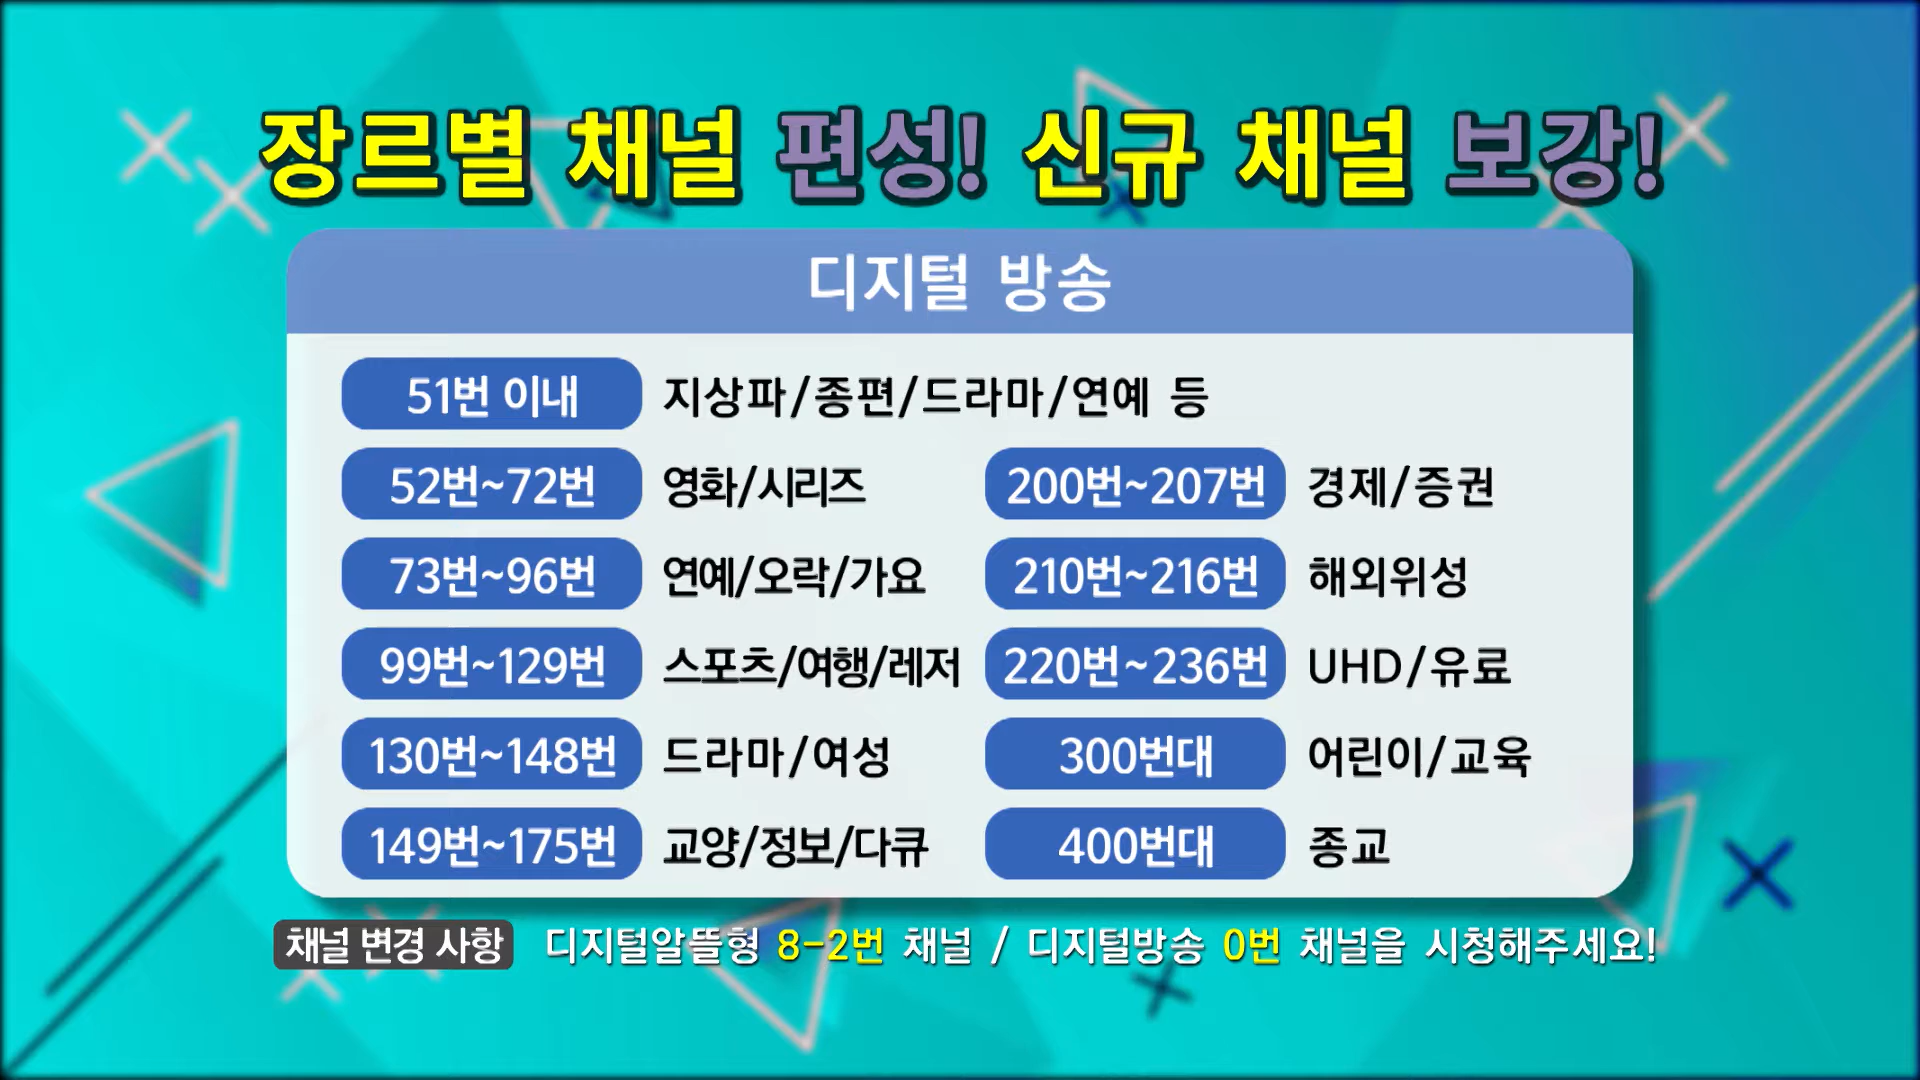 장르별 채널 편성! 신규 채널 보강!
디지털 방송
51번 이내 지상파/종편/드라마/연예 등
52번~72번 영화/시리즈 200번~207번 경제/증권
73번~96번 연예/오락/가요 210번~216번 해외위성
99번~129번 스포츠/여행/레저 220번~236번 UHD/유료
130번~148번 드라마/여성 300번대 어린이/교육
149번~175번 교양/정보/다큐 400번대 종교
채널 변경 사항 디지털알뜰형 8-2번 채널 / 디지털방송 0번 채널을 시청해주세요!